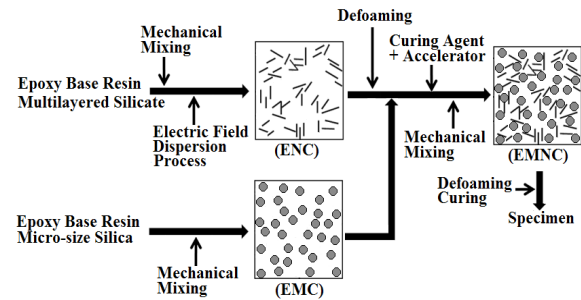 Mechanical
Mixing
Epoxy Base Resin
Multilayered Silicate
Electric Field
Dispersion
Process
(ENC)
Defoaming
Curing Agent
+ Accelerator
Mechanical
Mixing
(EMNC)
Defoaming
Curing
Specimen
Epoxy Base Resin
Micro-size Silica
Mechanical
Mixing
(EMC)